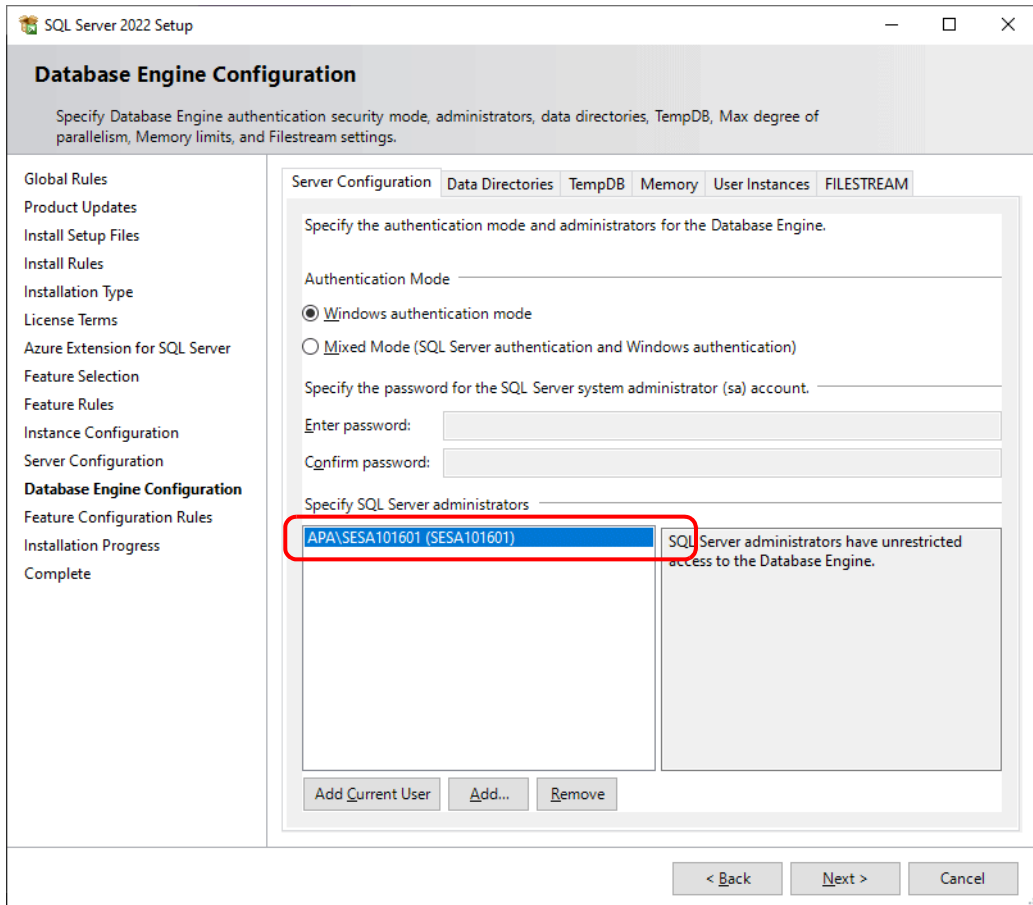 SQL Server 2022 Setup
Database Engine Configuration
Specify Database Engine authentication security mode, administrators, data directories, TempDB, Max degree of
parallelism, Memory limits, and Filestream settings.
Global Rules
Product Updates
Install Setup Files
Install Rules
Installation Type
License Terms
Azure Extension for SQL Server
Feature Selection
Feature Rules
Instance Configuration
Server Configuration
Database Engine Configuration
Feature Configuration Rules
Installation Progress
Complete
Server Configuration Data Directories TempDB Memory User Instances FILESTREAM
Specify the authentication mode and administrators for the Database Engine.
Authentication Mode
Windows authentication mode
Mixed Mode (SQL Server authentication and Windows authentication)
Specify the password for the SQL Server system administrator (sa) account.
Enter password:
Confirm password:
Specify SQL Server administrators
APA\SESA101601 (SESA101601)
SQL Server administrators have unrestricted
access to the Database Engine.
Add Current User Add... Remove
< Back Next > Cancel